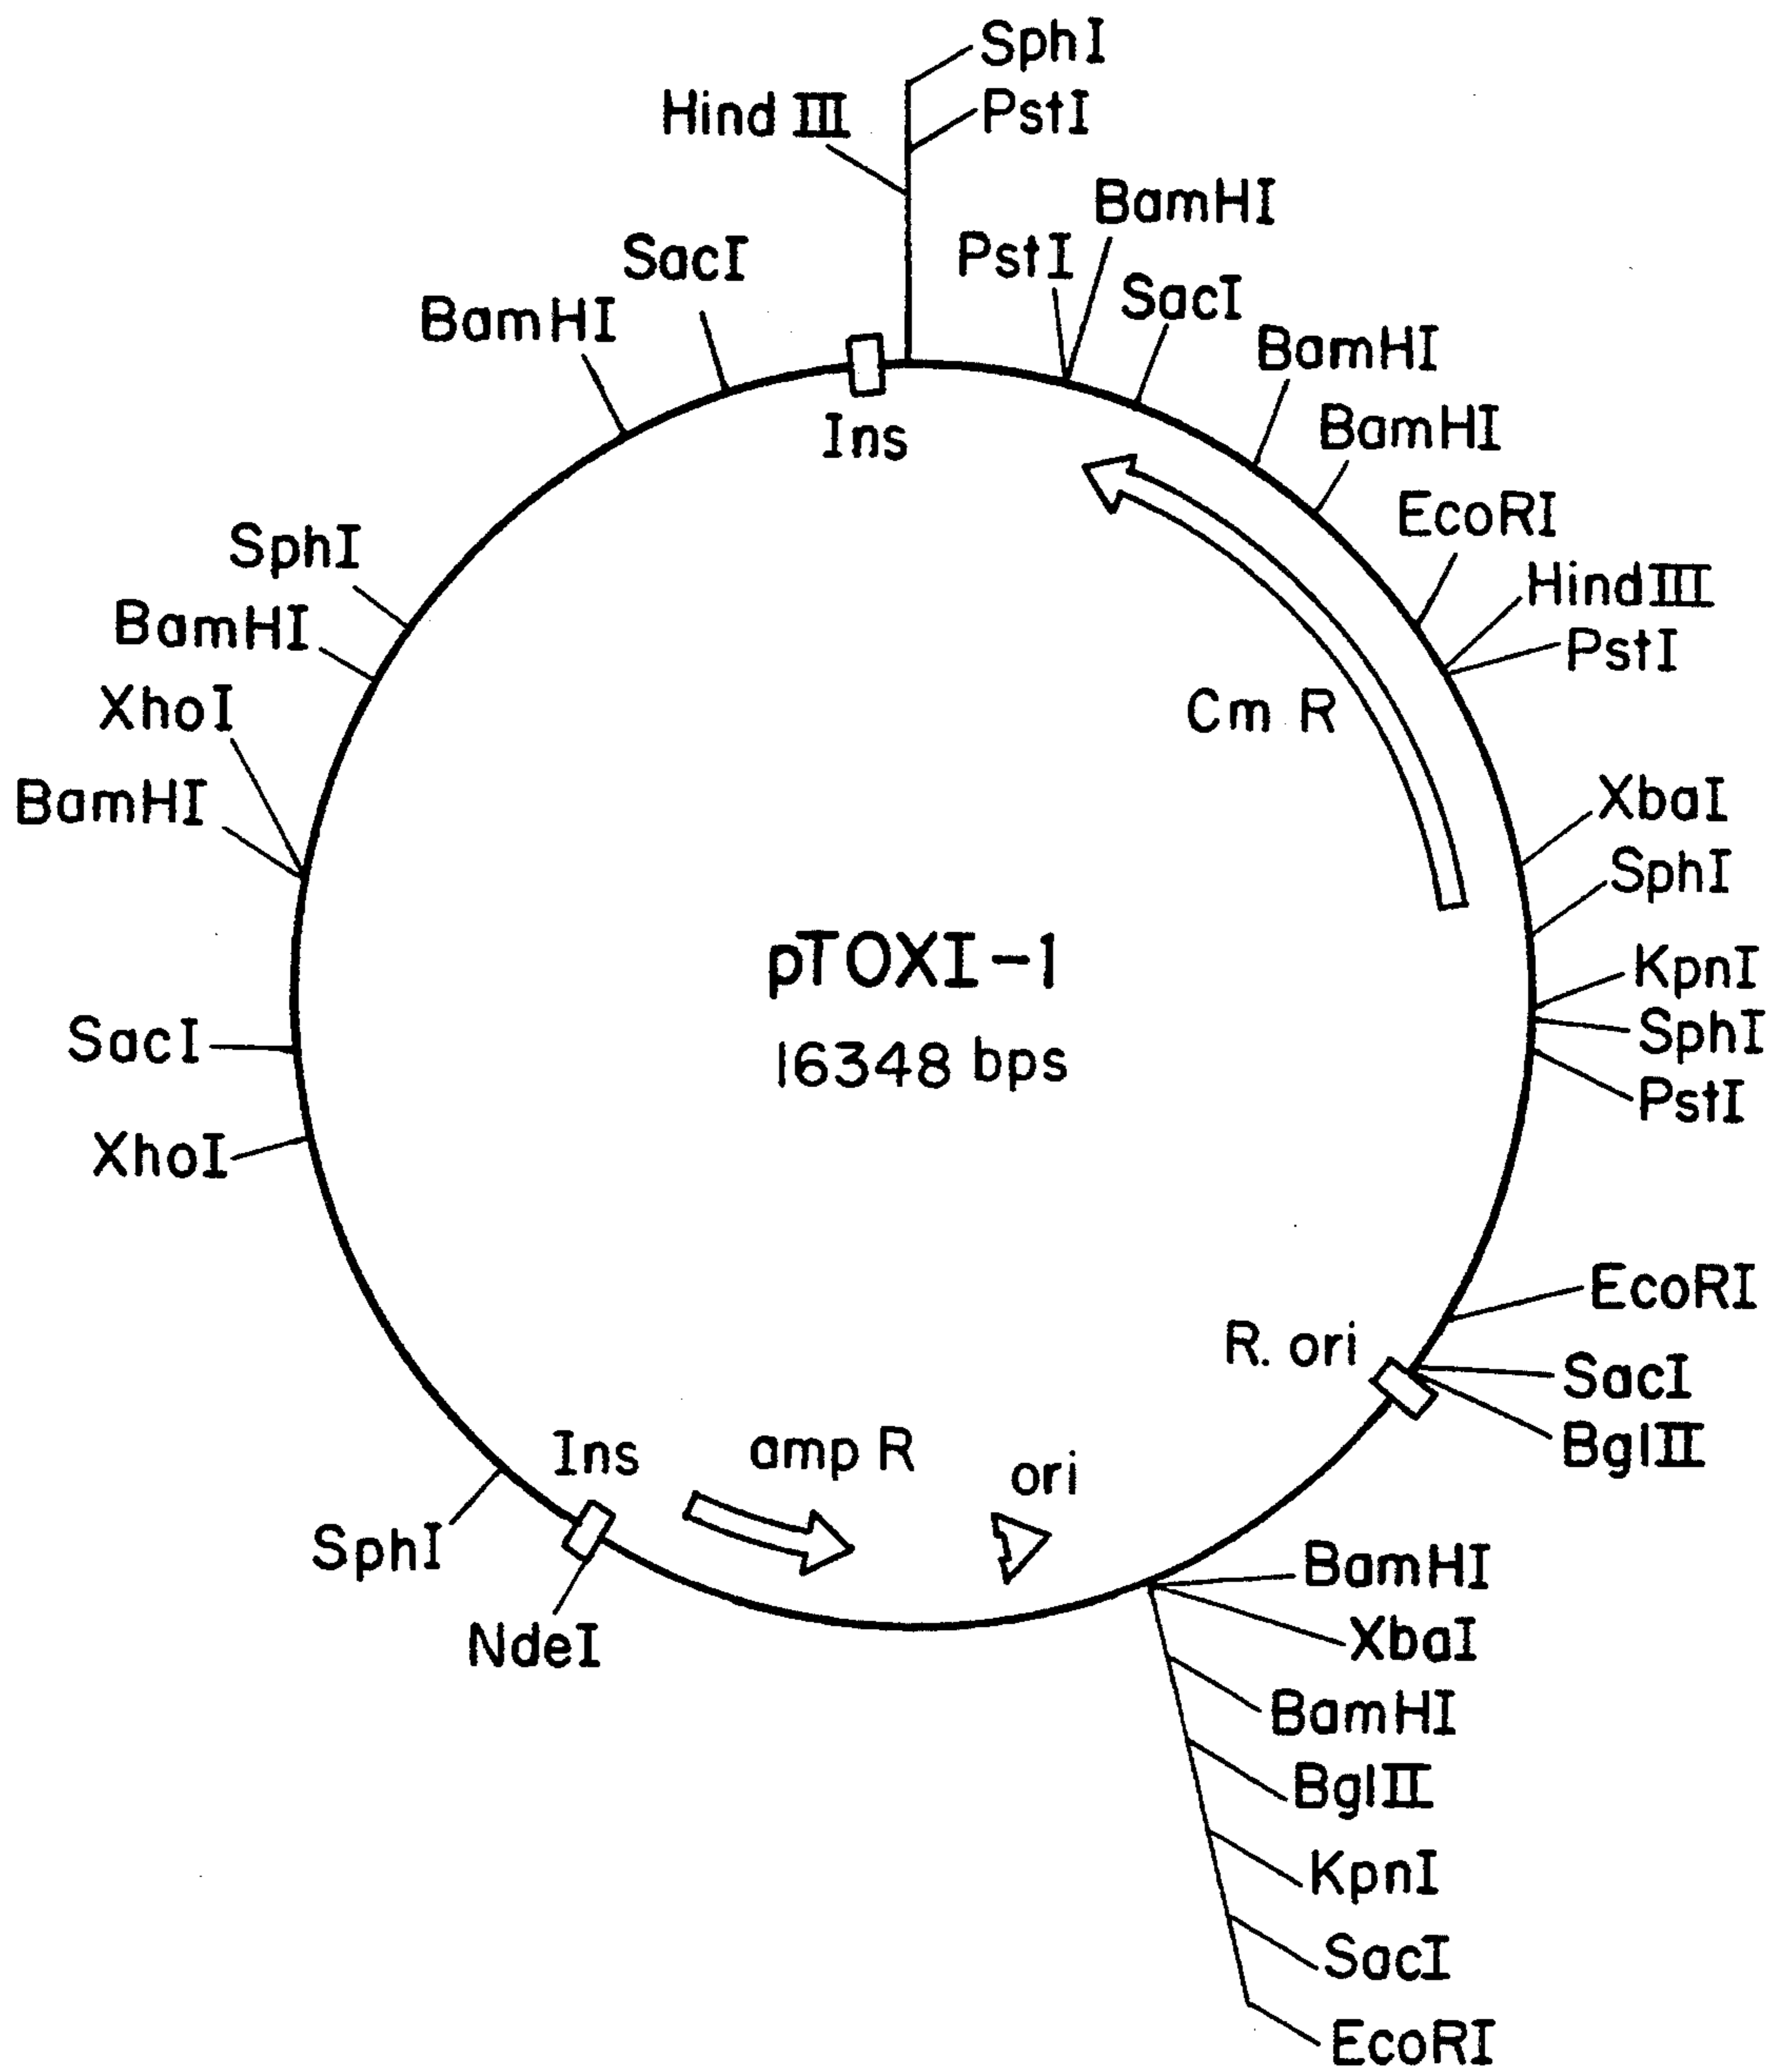 SphI
Hind III
PstI
BamHI
PstI
SacI
SacI
BamHI
BamHI
BamHI
EcoRI
Ins
SphI
Hind III
BamHI
PstI
XhoI
Cm R
BamHI
XbaI
SphI
pTOXI-1
KpnI
SacI
SphI
16348 bps
PstI
XhoI
EcoRI
R. ori
SacI
BglII
Ins
amp R
ori
SphI
BamHI
NdeI
XbaI
BamHI
BglII
KpnI
SacI
EcoRI